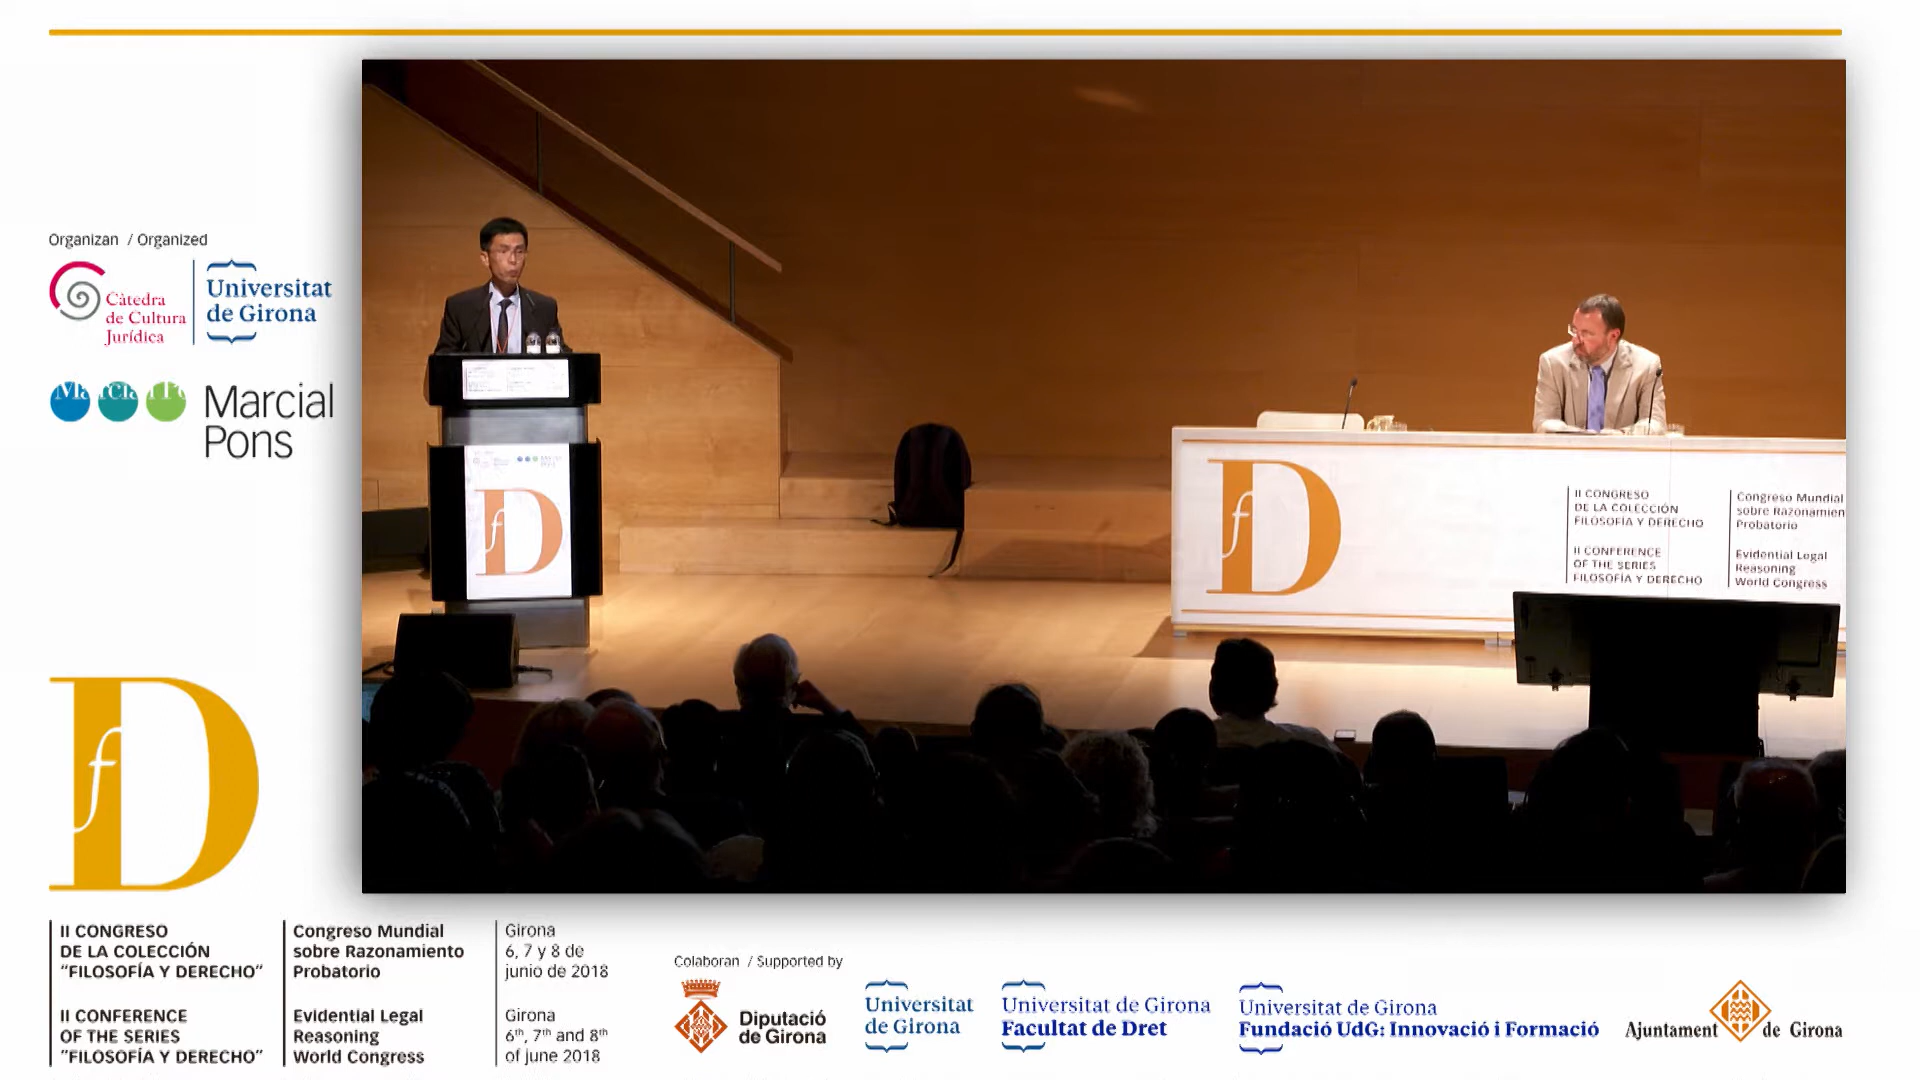 Organizan / Organized
Càtedra
de Cultura
Jurídica
Universitat
de Girona
Marcial
Pons
fD
II CONGRESO
DE LA COLECCIÓN
FILOSOFÍA Y DERECHO
II CONFERENCE
OF THE SERIES
FILOSOFÍA Y DERECHO
Congreso Mundial
sobre Razonamien
Probatorio
Evidential Legal
Reasoning
World Congress
fD
fD
fD
II CONGRESO
DE LA COLECCIÓN
"FILOSOFÍA Y DERECHO"
II CONFERENCE
OF THE SERIES
"FILOSOFÍA Y DERECHO"
Congreso Mundial
sobre Razonamiento
Probatorio
Evidential Legal
Reasoning
World Congress
Girona
6, 7 y 8 de
junio de 2018
Girona
6th, 7th and 8th
of june 2018
Colaboran / Supported by
Diputació
de Girona
Universitat
de Girona
Universitat de Girona
Facultat de Dret
Universitat de Girona
Fundació UdG: Innovació i Formació
Ajuntament de Girona